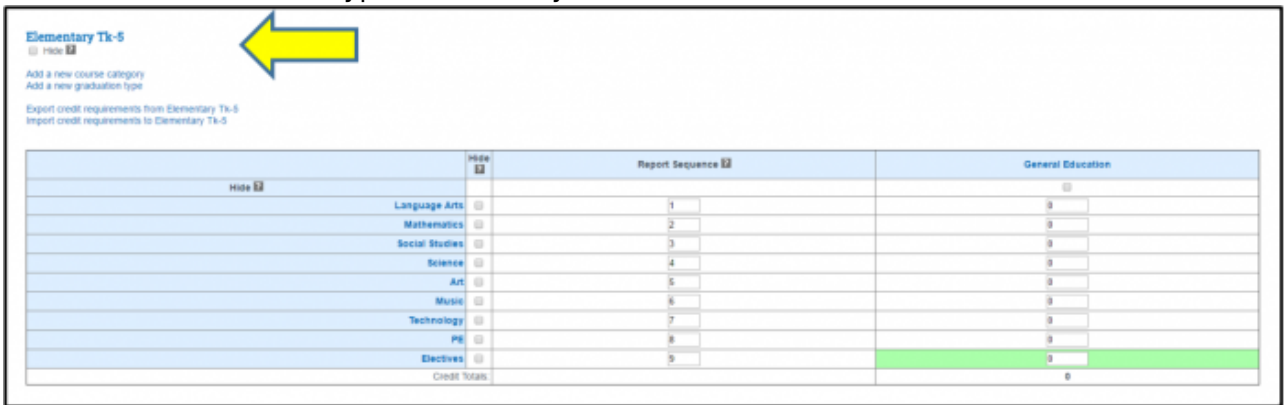 Elementary Tk-5
Hide ?
Add a new course category
Add a new graduation type
Export credit requirements from Elementary Tk-5
Import credit requirements to Elementary Tk-5
Hide ? Report Sequence ? General Education
Hide ?
Language Arts 1 0
Mathematics 2 0
Social Studies 3 0
Science 4 0
Art 5 0
Music 6 0
Technology 7 0
PE 8 0
Electives 9 0
Credit Totals: 0